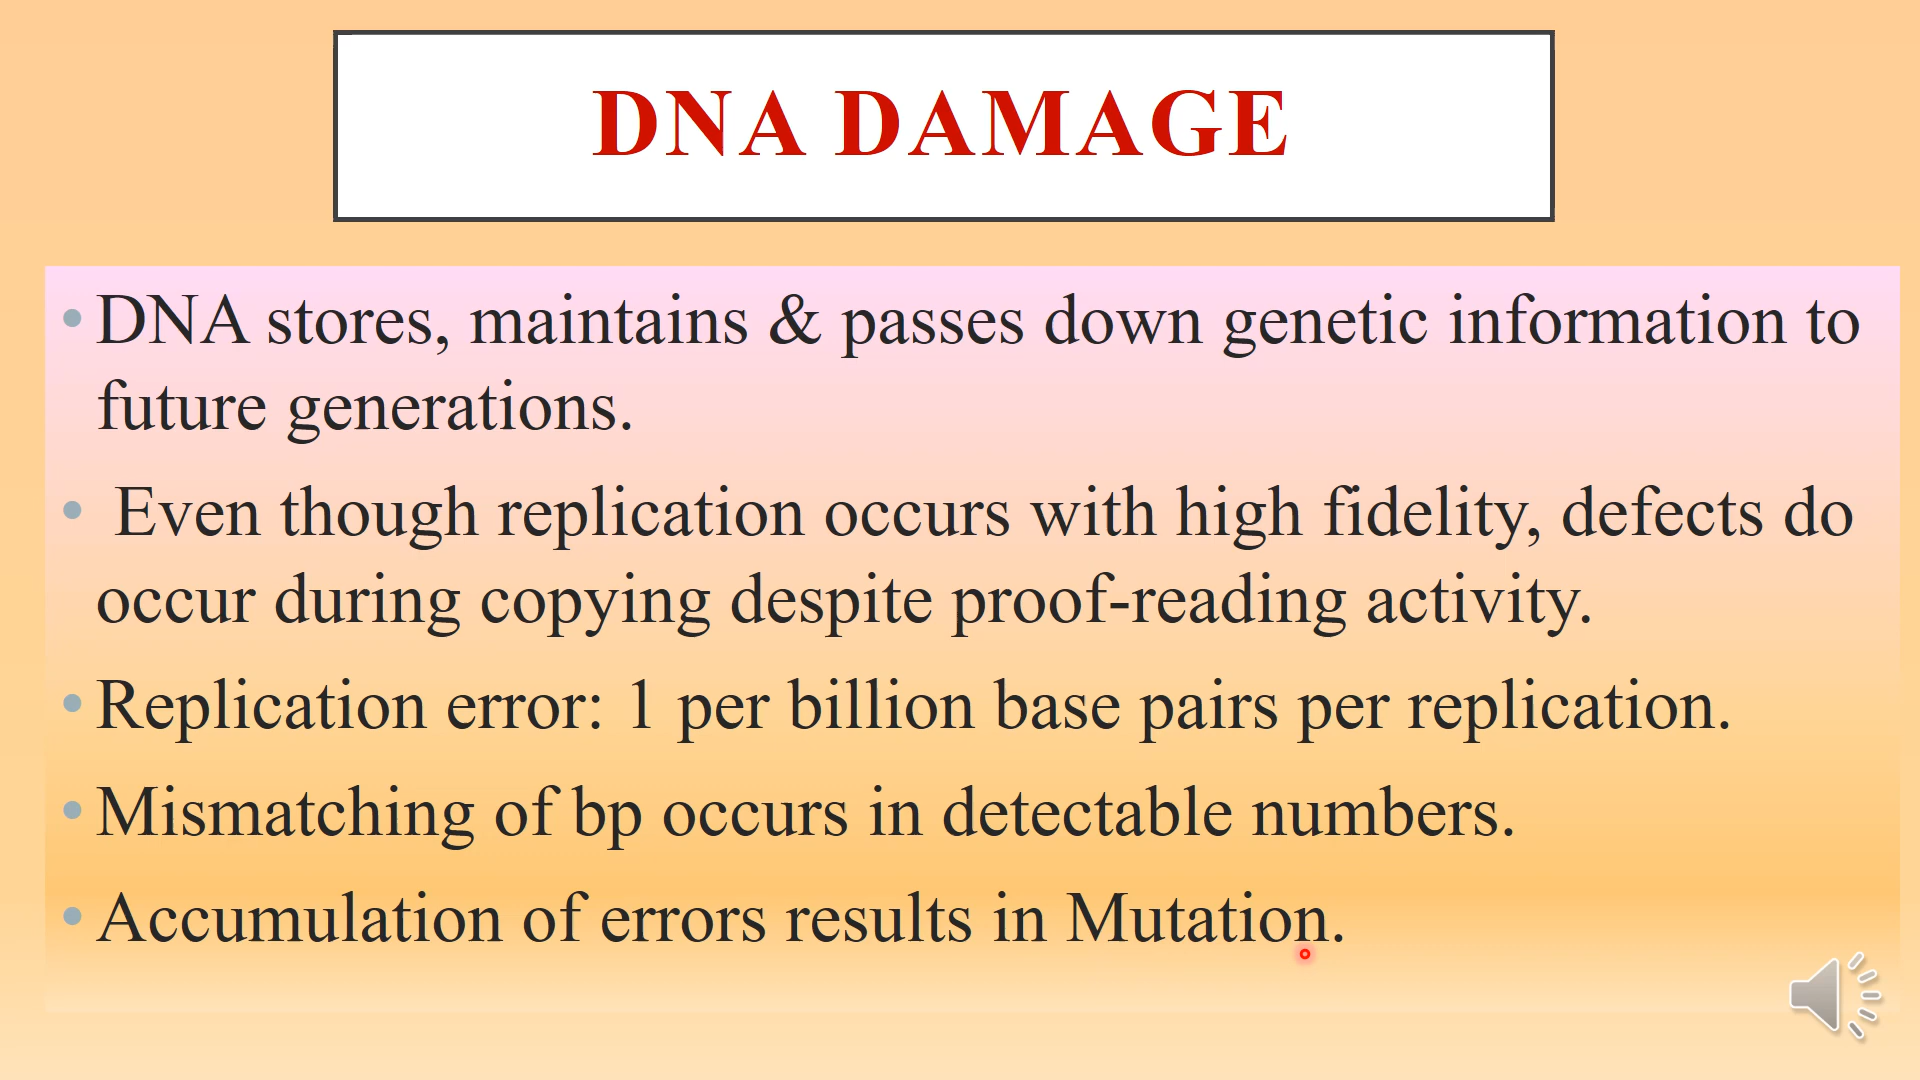 DNA DAMAGE
• DNA stores, maintains & passes down genetic information to
future generations.
• Even though replication occurs with high fidelity, defects do
occur during copying despite proof-reading activity.
• Replication error: 1 per billion base pairs per replication.
• Mismatching of bp occurs in detectable numbers.
• Accumulation of errors results in Mutation.